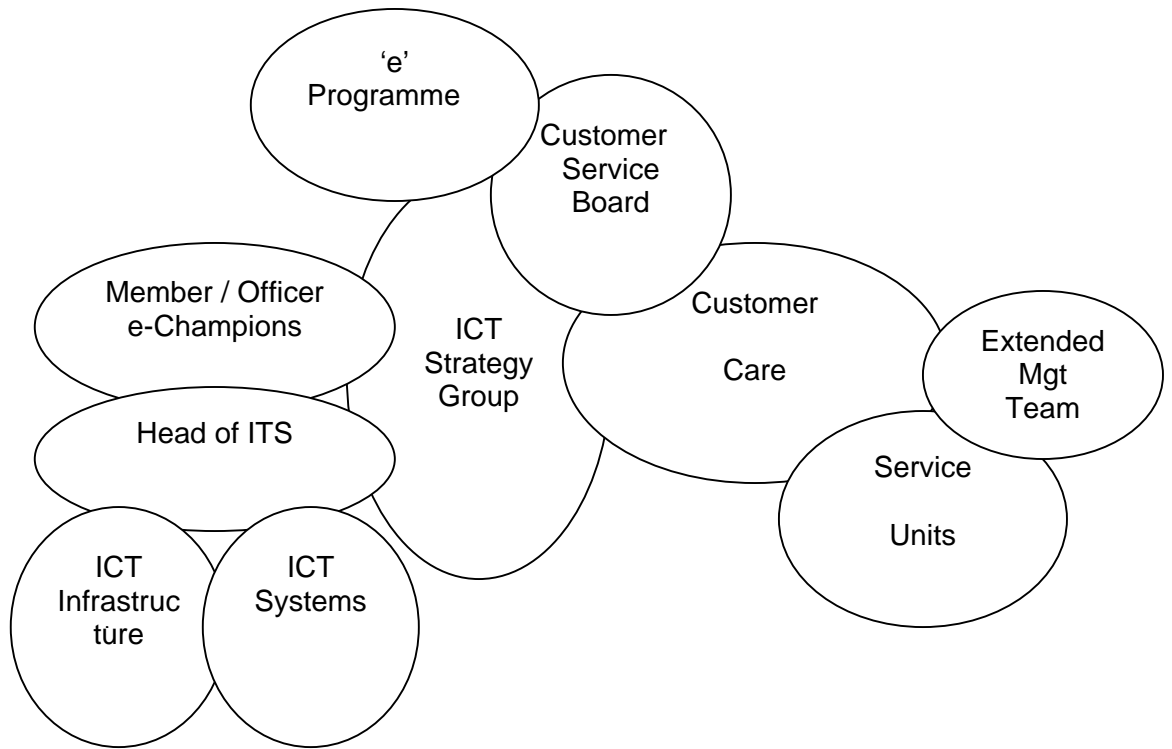 ‘e’
Programme
Customer
Service
Board
Member / Officer
e-Champions
ICT
Strategy
Group
Customer
Care
Extended
Mgt
Team
Head of ITS
Service
Units
ICT
Infrastruc
ture
ICT
Systems